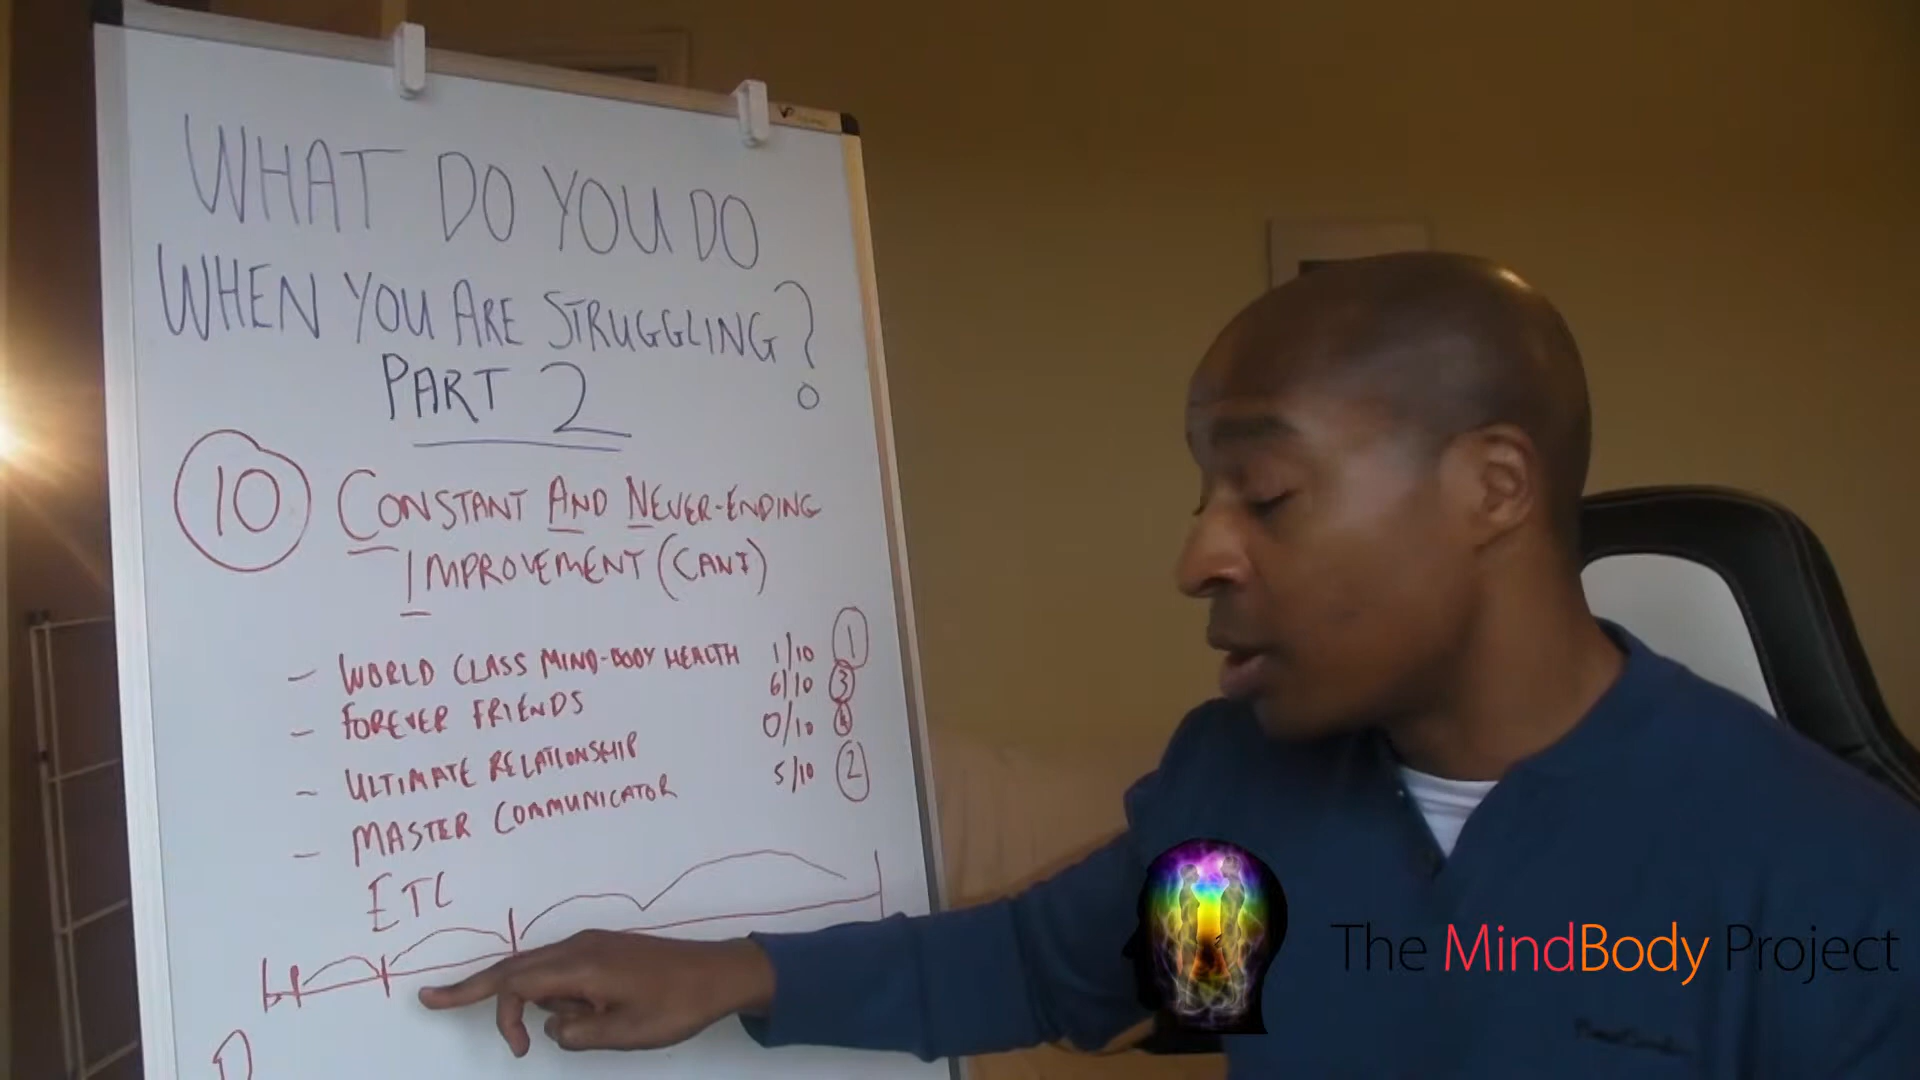 WHAT DO YOU DO
WHEN YOU ARE STRUGGLING?
PART 2
10 CONSTANT AND NEVER-ENDING
IMPROVEMENT (CANI)
- WORLD CLASS MIND-BODY HEALTH 1/10 1
- FOREVER FRIENDS 6/10 3
- ULTIMATE RELATIONSHIP 0/10 4
- MASTER COMMUNICATOR 5/10 2
ETC
The MindBody Project